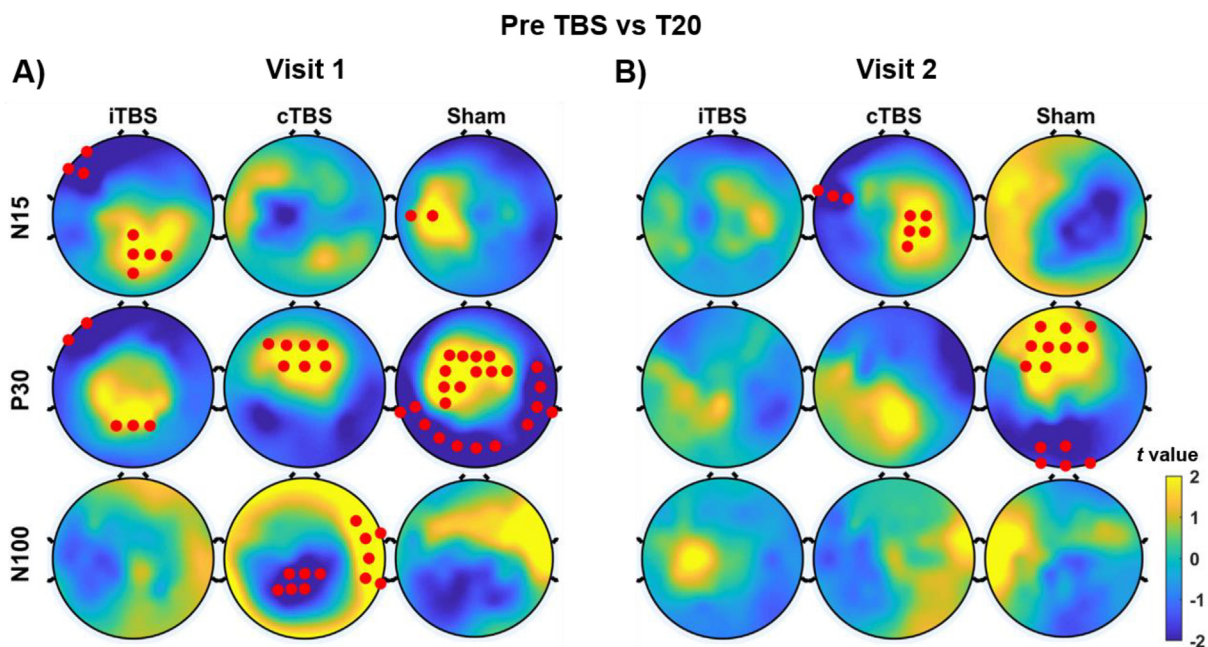 Pre TBS vs T20
A) Visit 1
B) Visit 2
iTBS cTBS Sham
iTBS cTBS Sham
N15
P30
N100
t value
2
1
0
-1
-2